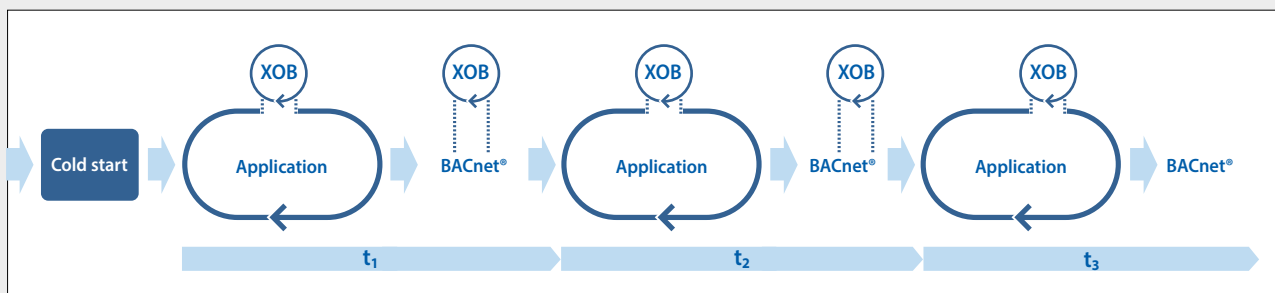 XOB
XOB
XOB
XOB
XOB
Cold start
Application
BACnet®
Application
BACnet®
Application
BACnet®
t₁
t₂
t₃